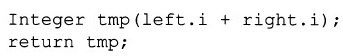 Integer tmp(left.i + right.i);
return tmp;